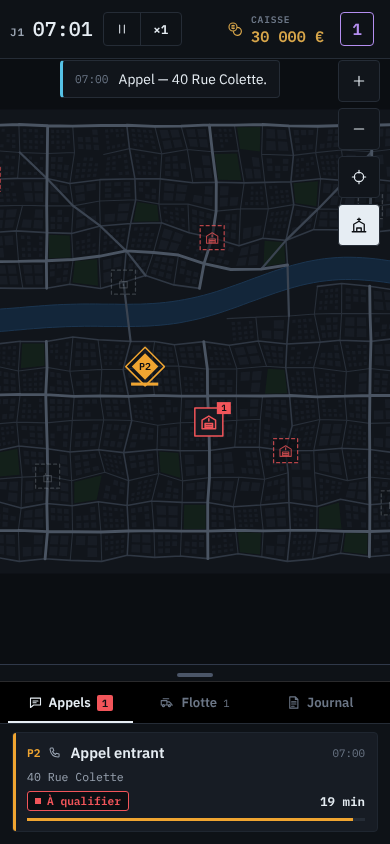 J1 07:01 ×1 CAISSE 30 000 € 1
07:00 Appel — 40 Rue Colette.
P2
1
Appels 1 Flotte 1 Journal
P2 Appel entrant 07:00
40 Rue Colette
À qualifier 19 min